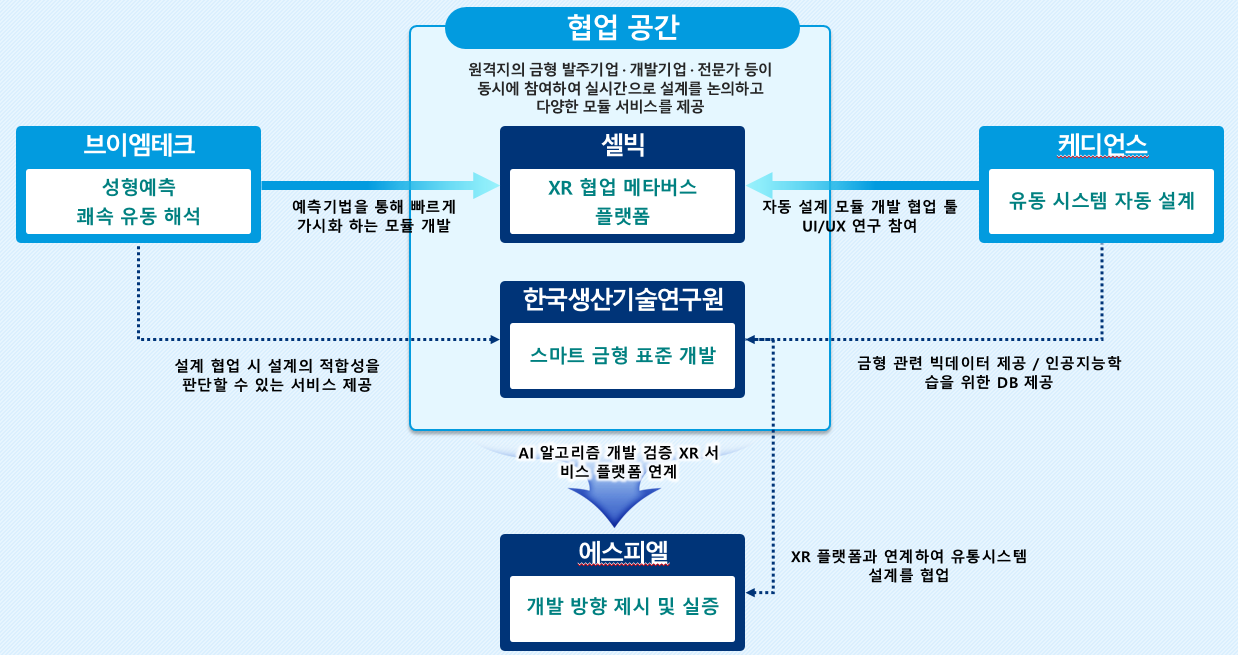 협업 공간
원격지의 금형 발주기업 · 개발기업 · 전문가 등이
동시에 참여하여 실시간으로 설계를 논의하고
다양한 모듈 서비스를 제공
브이엠테크
성형예측
쾌속 유동 해석
예측기법을 통해 빠르게
가시화 하는 모듈 개발
셀빅
XR 협업 메타버스
플랫폼
케디언스
유동 시스템 자동 설계
자동 설계 모듈 개발 협업 툴
UI/UX 연구 참여
한국생산기술연구원
스마트 금형 표준 개발
설계 협업 시 설계의 적합성을
판단할 수 있는 서비스 제공
금형 관련 빅데이터 제공 / 인공지능학
습을 위한 DB 제공
AI 알고리즘 개발 검증 XR 서
비스 플랫폼 연계
에스피엘
개발 방향 제시 및 실증
XR 플랫폼과 연계하여 유통시스템
설계를 협업